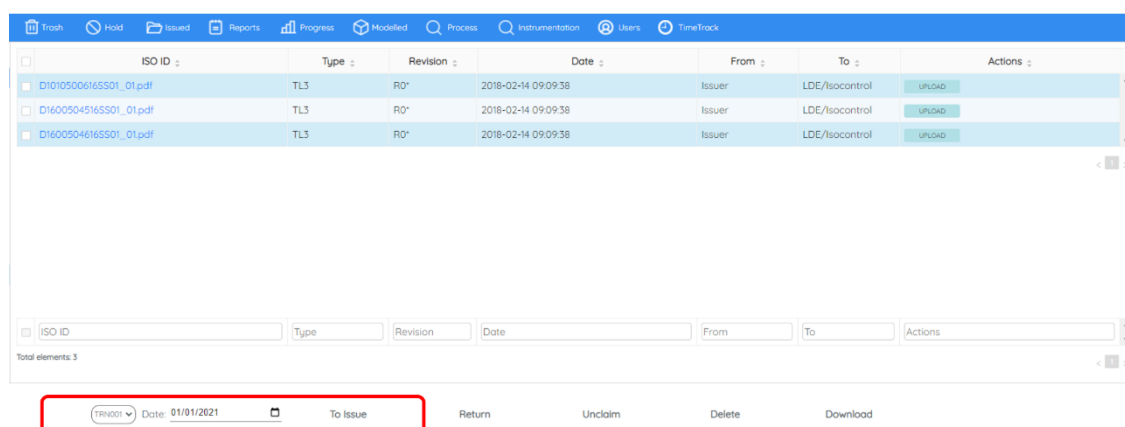 Trash Hold Issued Reports Progress Modelled Process Instrumentation Users TimeTrack
ISO ID Type Revision Date From To Actions
D1010500616SS01_01.pdf TL3 R0* 2018-02-14 09:09:38 Issuer LDE/Isocontrol UPLOAD
D1600504516SS01_01.pdf TL3 R0* 2018-02-14 09:09:38 Issuer LDE/Isocontrol UPLOAD
D1600504616SS01_01.pdf TL3 R0* 2018-02-14 09:09:38 Issuer LDE/Isocontrol UPLOAD
< 1
ISO ID Type Revision Date From To Actions
Total elements: 3
< 1
TRN001 Date: 01/01/2021 To Issue Return Unclaim Delete Download